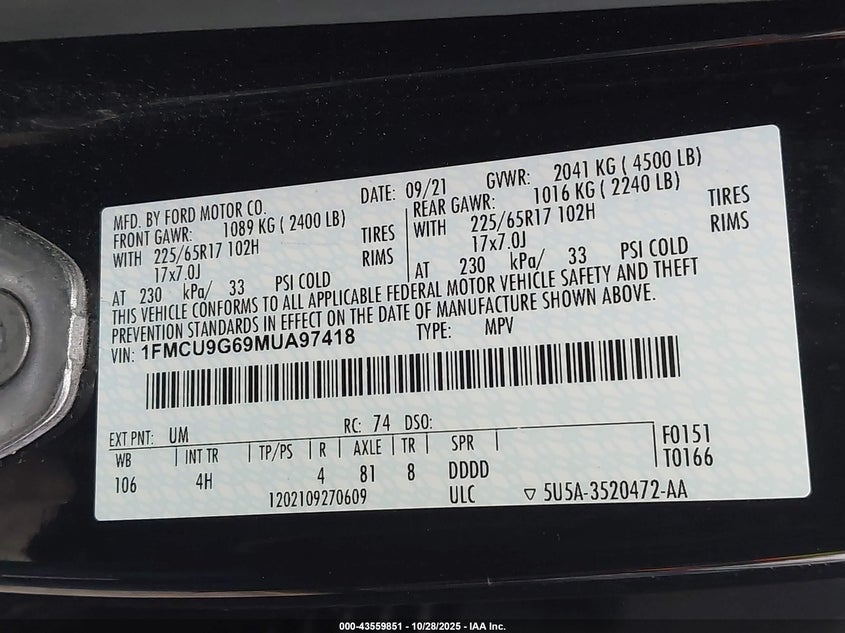 MFD. BY FORD MOTOR CO.
DATE: 09/21
GVWR: 2041 KG ( 4500 LB)
FRONT GAWR: 1089 KG ( 2400 LB)
REAR GAWR: 1016 KG ( 2240 LB)
WITH 225/65R17 102H TIRES
WITH 225/65R17 102H TIRES
17x7.0J RIMS
17x7.0J RIMS
AT 230 kPa/ 33 PSI COLD
AT 230 kPa/ 33 PSI COLD
THIS VEHICLE CONFORMS TO ALL APPLICABLE FEDERAL MOTOR VEHICLE SAFETY AND THEFT
PREVENTION STANDARDS IN EFFECT ON THE DATE OF MANUFACTURE SHOWN ABOVE.
VIN: 1FMCU9G69MUA97418
TYPE: MPV
EXT PNT: UM RC: 74 DSO:
WB INT TR TP/PS R AXLE TR SPR
106 4H 4 81 8 DDDD
F0151
T0166
1202109270609 ULC ▽ 5U5A-3520472-AA
000-43559851 / 10/28/2025 - IAA Inc.